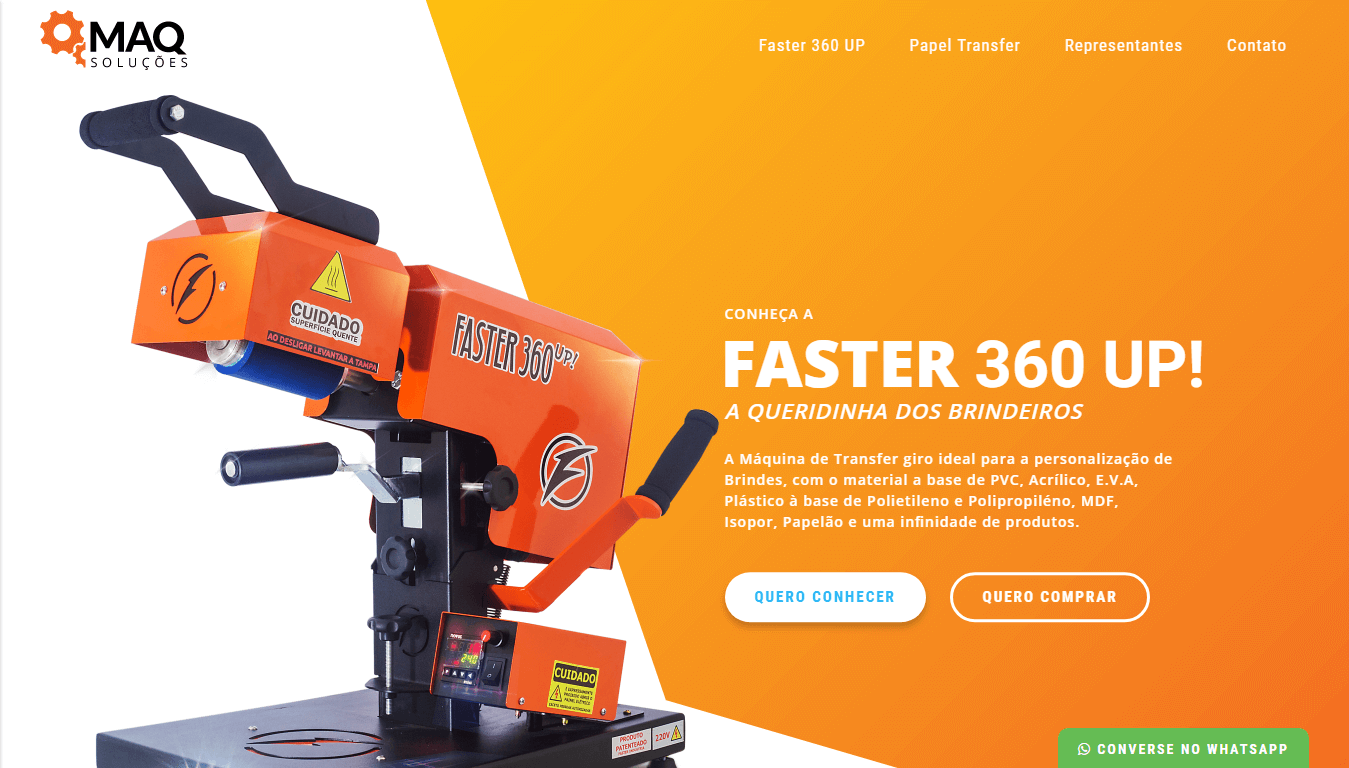 MAQ
SOLUÇÕES
Faster 360 UP
Papel Transfer
Representantes
Contato
CUIDADO
SUPERFÍCIE QUENTE
AO DESLIGAR LEVANTAR A TAMPA
FASTER 360 UP!
CONHEÇA A
FASTER 360 UP!
A QUERIDINHA DOS BRINDEIROS
A Máquina de Transfer giro ideal para a personalização de
Brindes, com o material a base de PVC, Acrílico, E.V.A,
Plástico à base de Polietileno e Polipropiléno, MDF,
Isopor, Papelão e uma infinidade de produtos.
QUERO CONHECER
QUERO COMPRAR
CUIDADO
PRODUTO
PATENTEADO
220V
CONVERSE NO WHATSAPP